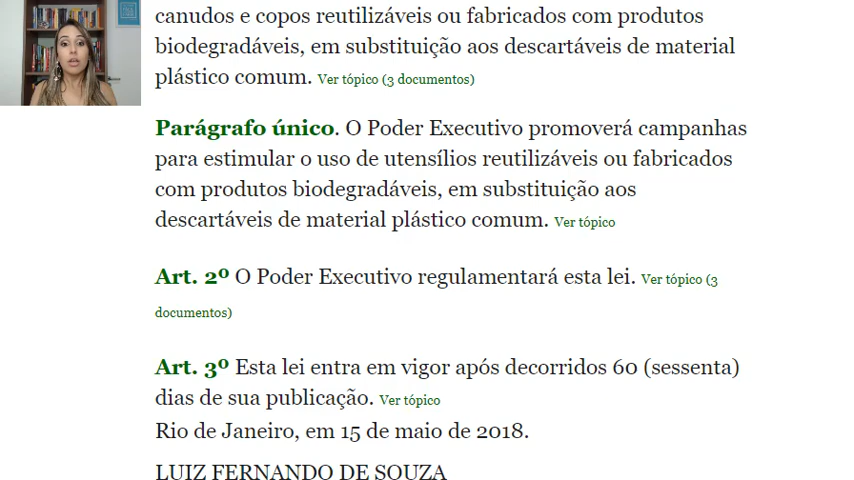 canudos e copos reutilizáveis ou fabricados com produtos
biodegradáveis, em substituição aos descartáveis de material
plástico comum. Ver tópico (3 documentos)
Parágrafo único. O Poder Executivo promoverá campanhas
para estimular o uso de utensílios reutilizáveis ou fabricados
com produtos biodegradáveis, em substituição aos
descartáveis de material plástico comum. Ver tópico
Art. 2º O Poder Executivo regulamentará esta lei. Ver tópico (3
documentos)
Art. 3º Esta lei entra em vigor após decorridos 60 (sessenta)
dias de sua publicação. Ver tópico
Rio de Janeiro, em 15 de maio de 2018.
LUIZ FERNANDO DE SOUZA